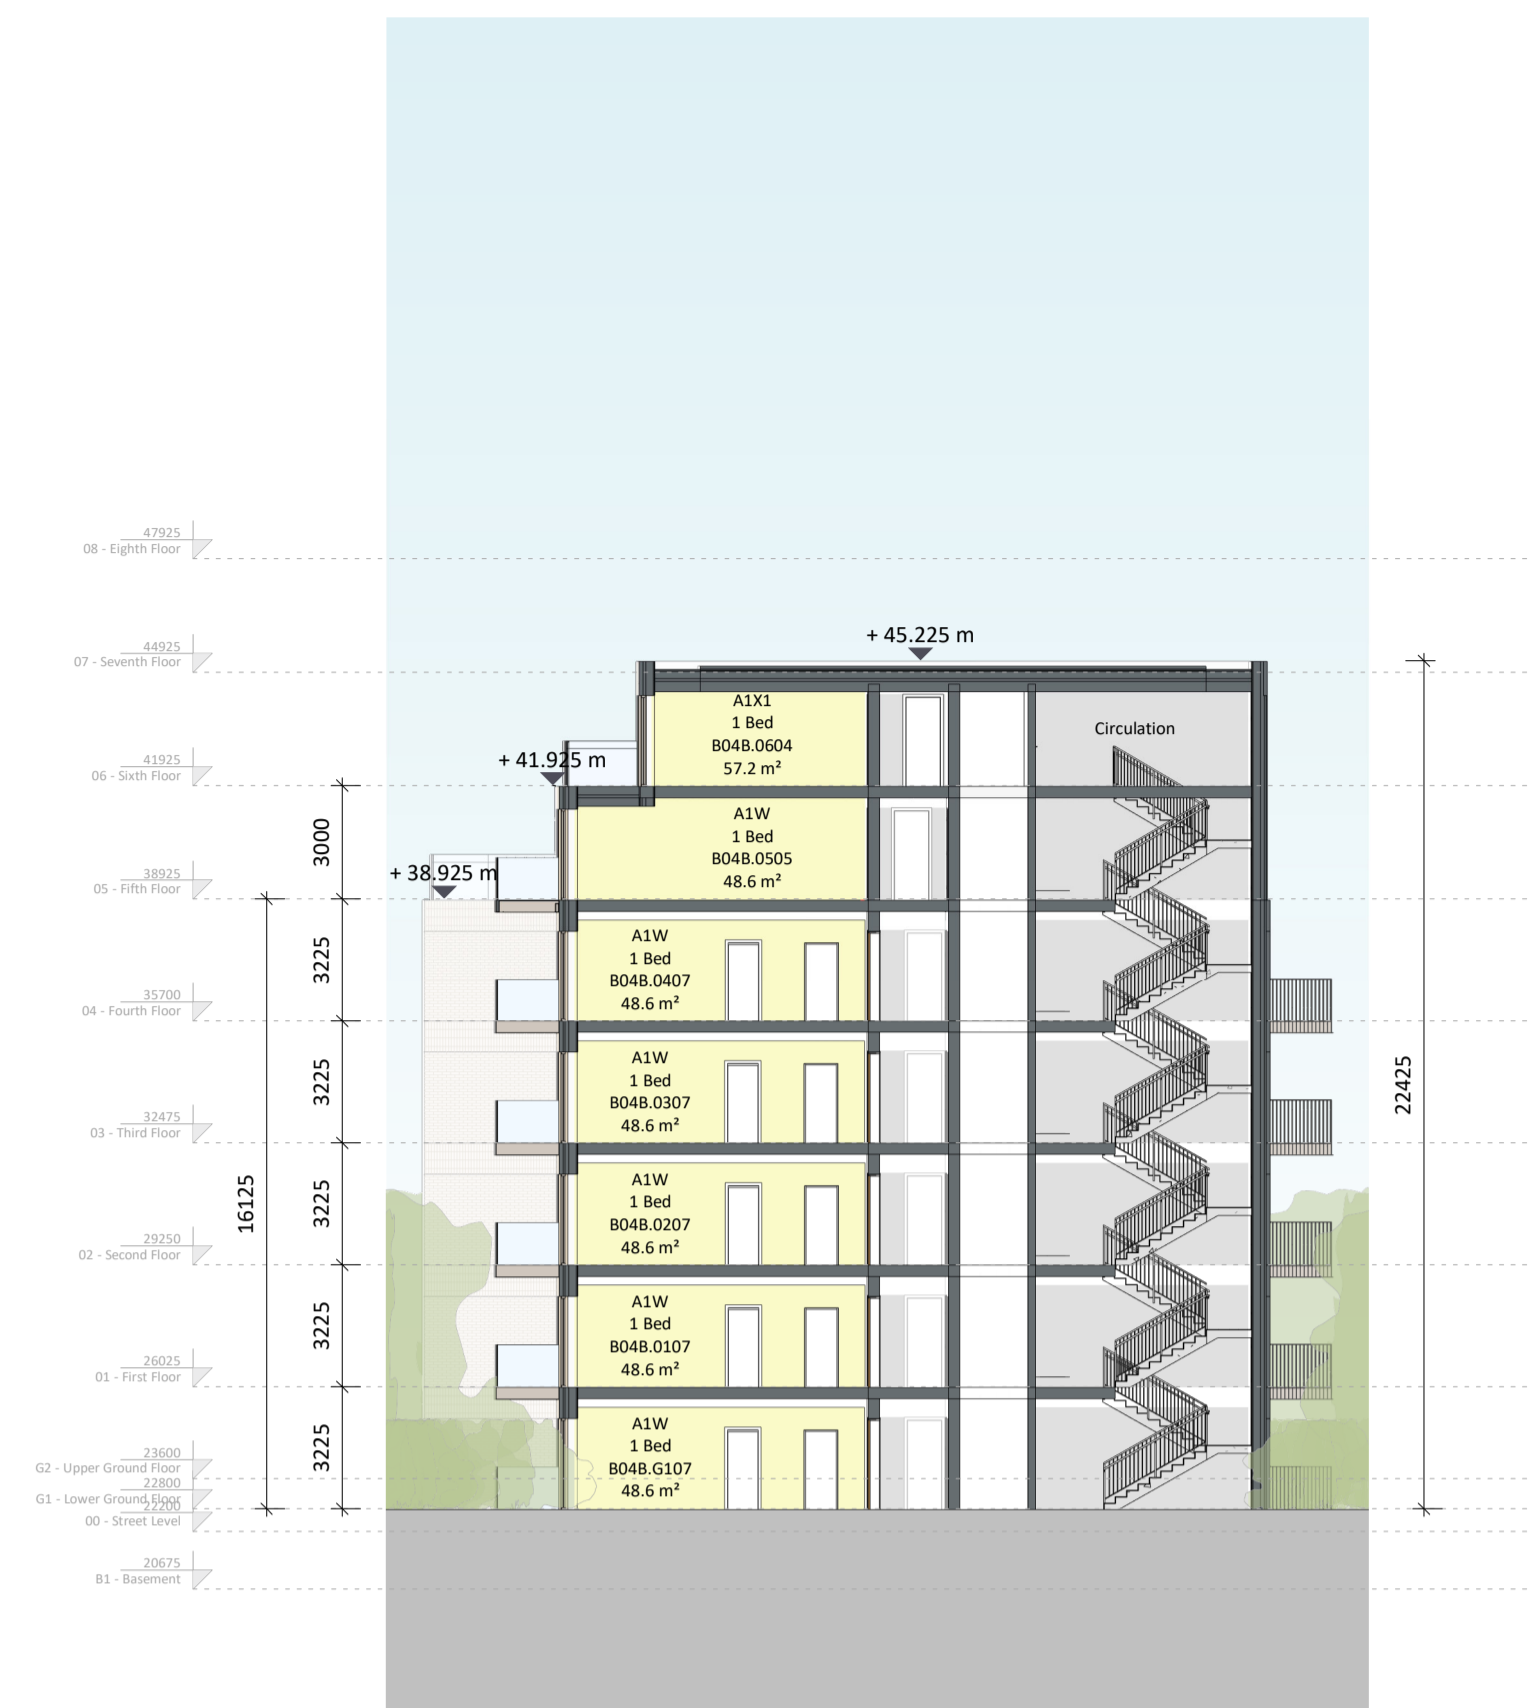 47925
08 - Eighth Floor
+ 45.225 m
44925
07 - Seventh Floor
A1X1
1 Bed
B04B.0604
57.2 m²
Circulation
+ 41.925 m
41925
06 - Sixth Floor
3000
A1W
1 Bed
B04B.0505
48.6 m²
+ 38.925 m
38925
05 - Fifth Floor
3225
A1W
1 Bed
B04B.0407
48.6 m²
35700
04 - Fourth Floor
3225
A1W
1 Bed
B04B.0307
48.6 m²
22425
32475
03 - Third Floor
16125
3225
A1W
1 Bed
B04B.0207
48.6 m²
29250
02 - Second Floor
3225
A1W
1 Bed
B04B.0107
48.6 m²
26025
01 - First Floor
3225
A1W
1 Bed
B04B.G107
48.6 m²
23600
G2 - Upper Ground Floor
22800
G1 - Lower Ground Floor
22200
00 - Street Level
20675
B1 - Basement